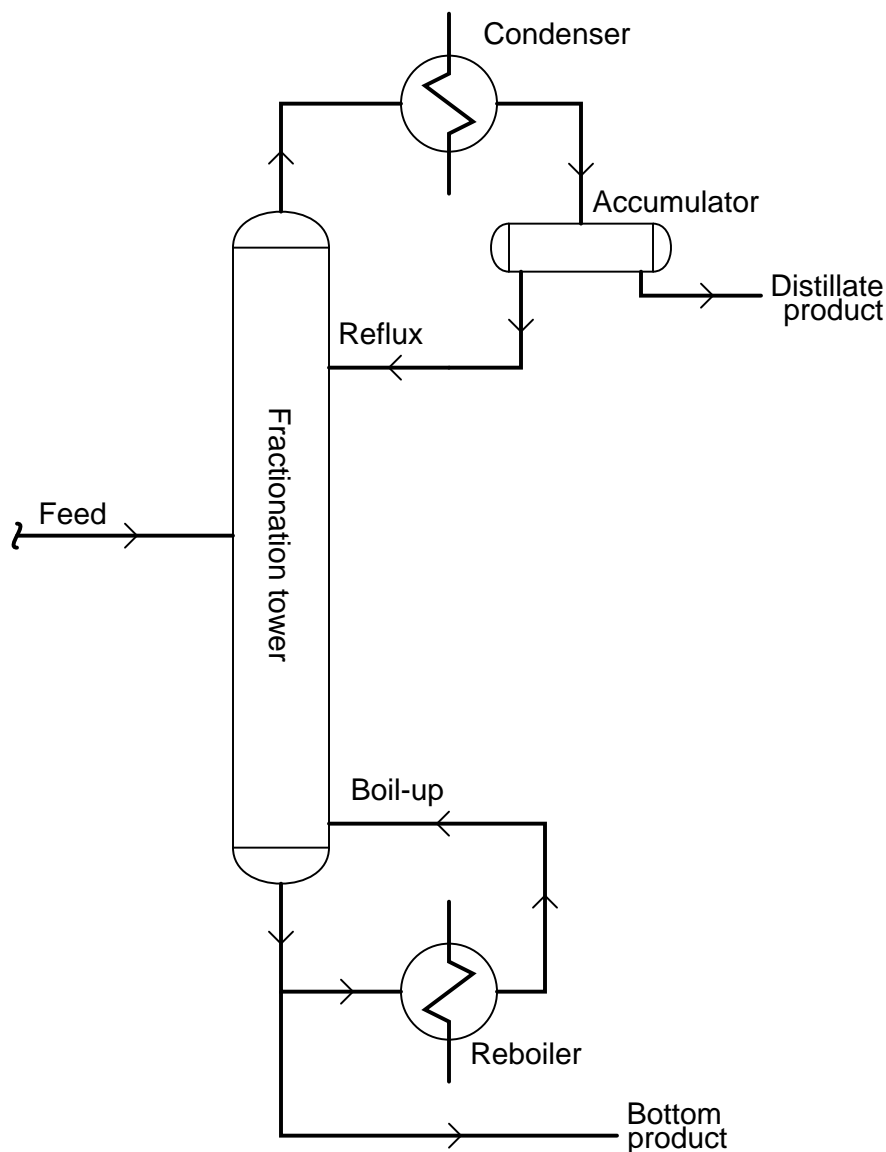 Condenser
Accumulator
Distillate
product
Reflux
Fractionation tower
Feed
Boil-up
Reboiler
Bottom
product